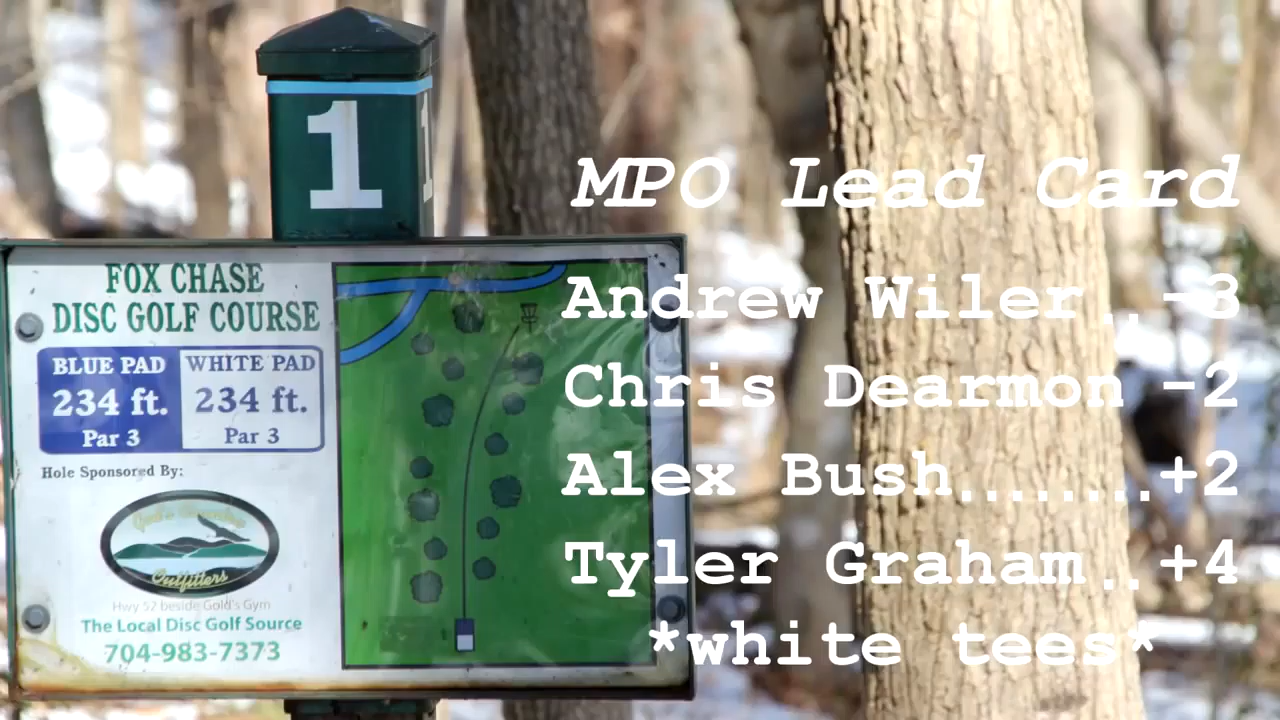 1
FOX CHASE
DISC GOLF COURSE
BLUE PAD
234 ft.
Par 3
WHITE PAD
234 ft.
Par 3
Hole Sponsored By:
Outfitters
Hwy 52 beside Gold's Gym
The Local Disc Golf Source
704-983-7373
MPO Lead Card
Andrew Wiler..-3
Chris Dearmon -2
Alex Bush........+2
Tyler Graham..+4
*white tees*